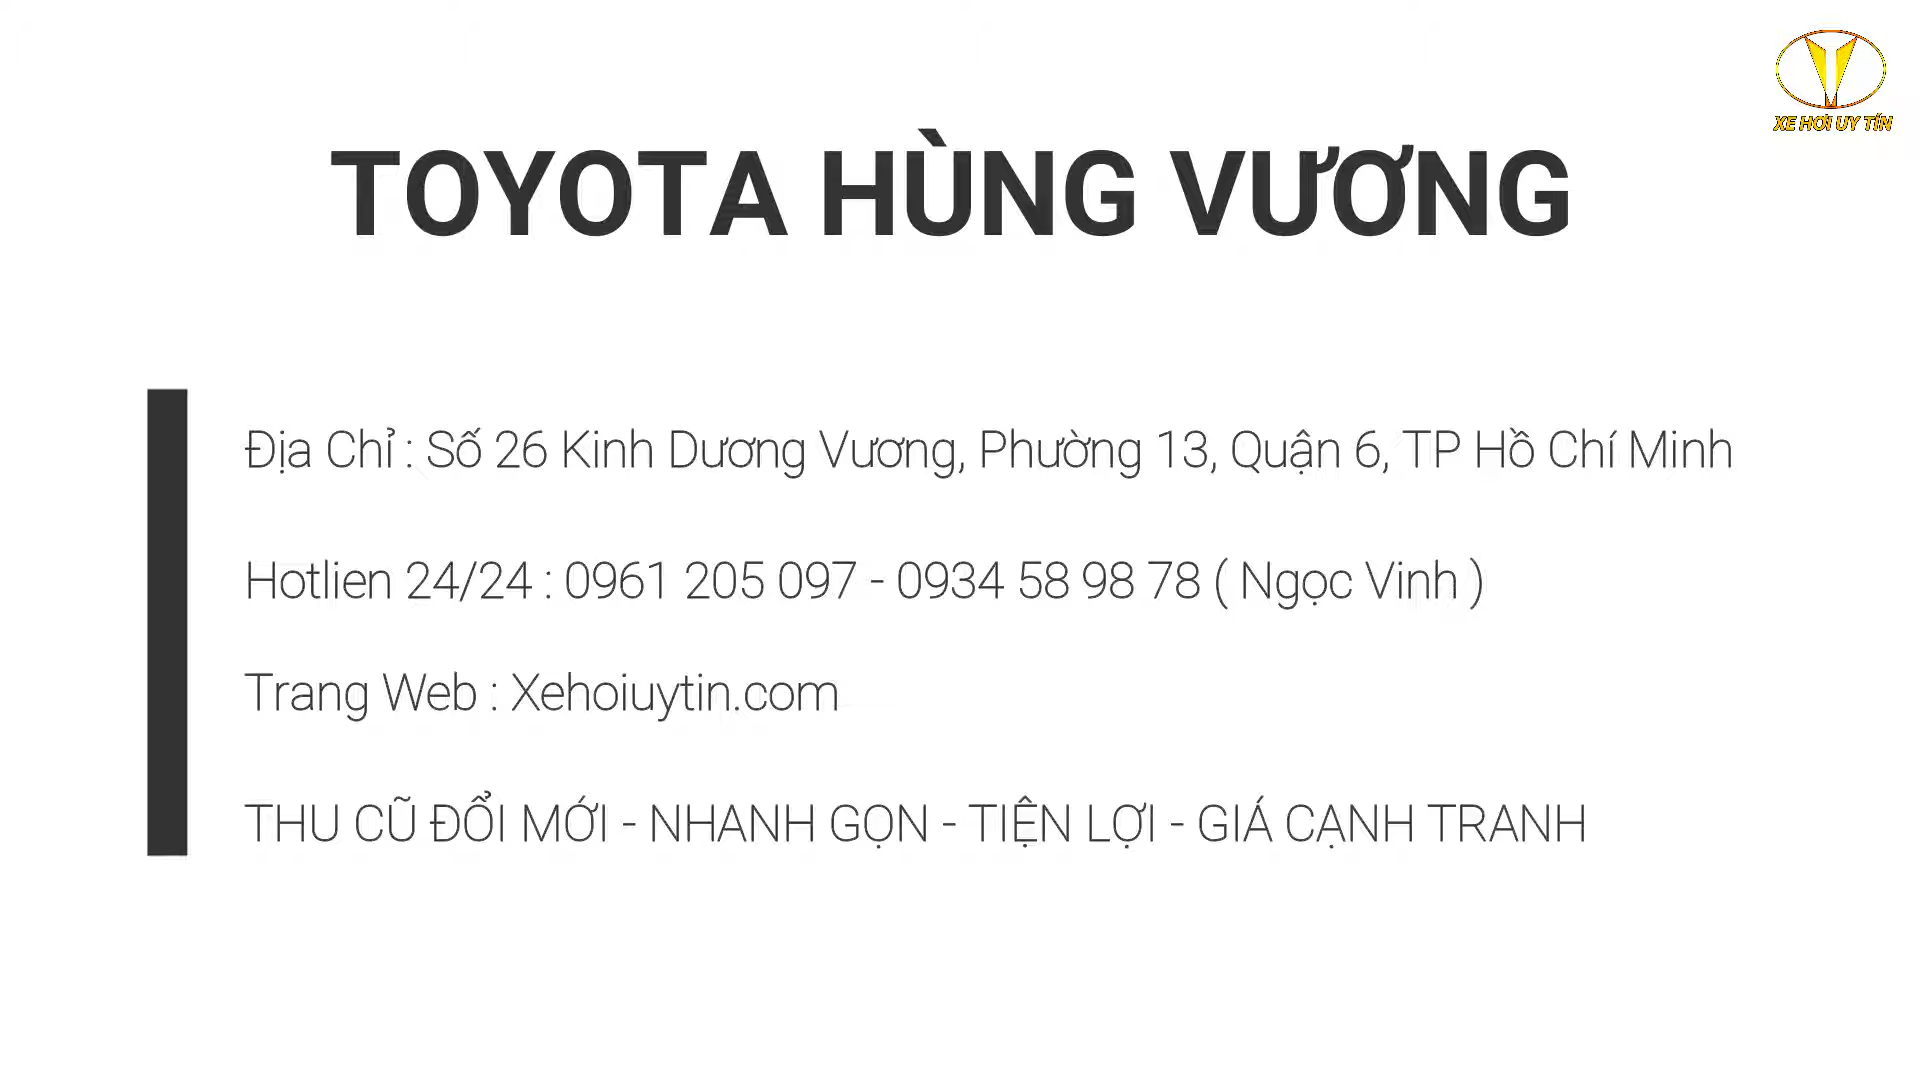 XE HƠI UY TÍN
TOYOTA HÙNG VƯƠNG
Địa Chỉ : Số 26 Kinh Dương Vương, Phường 13, Quận 6, TP Hồ Chí Minh
Hotlien 24/24 : 0961 205 097 - 0934 58 98 78 ( Ngọc Vinh )
Trang Web : Xehoiuytin.com
THU CŨ ĐỔI MỚI - NHANH GỌN - TIỆN LỢI - GIÁ CẠNH TRANH